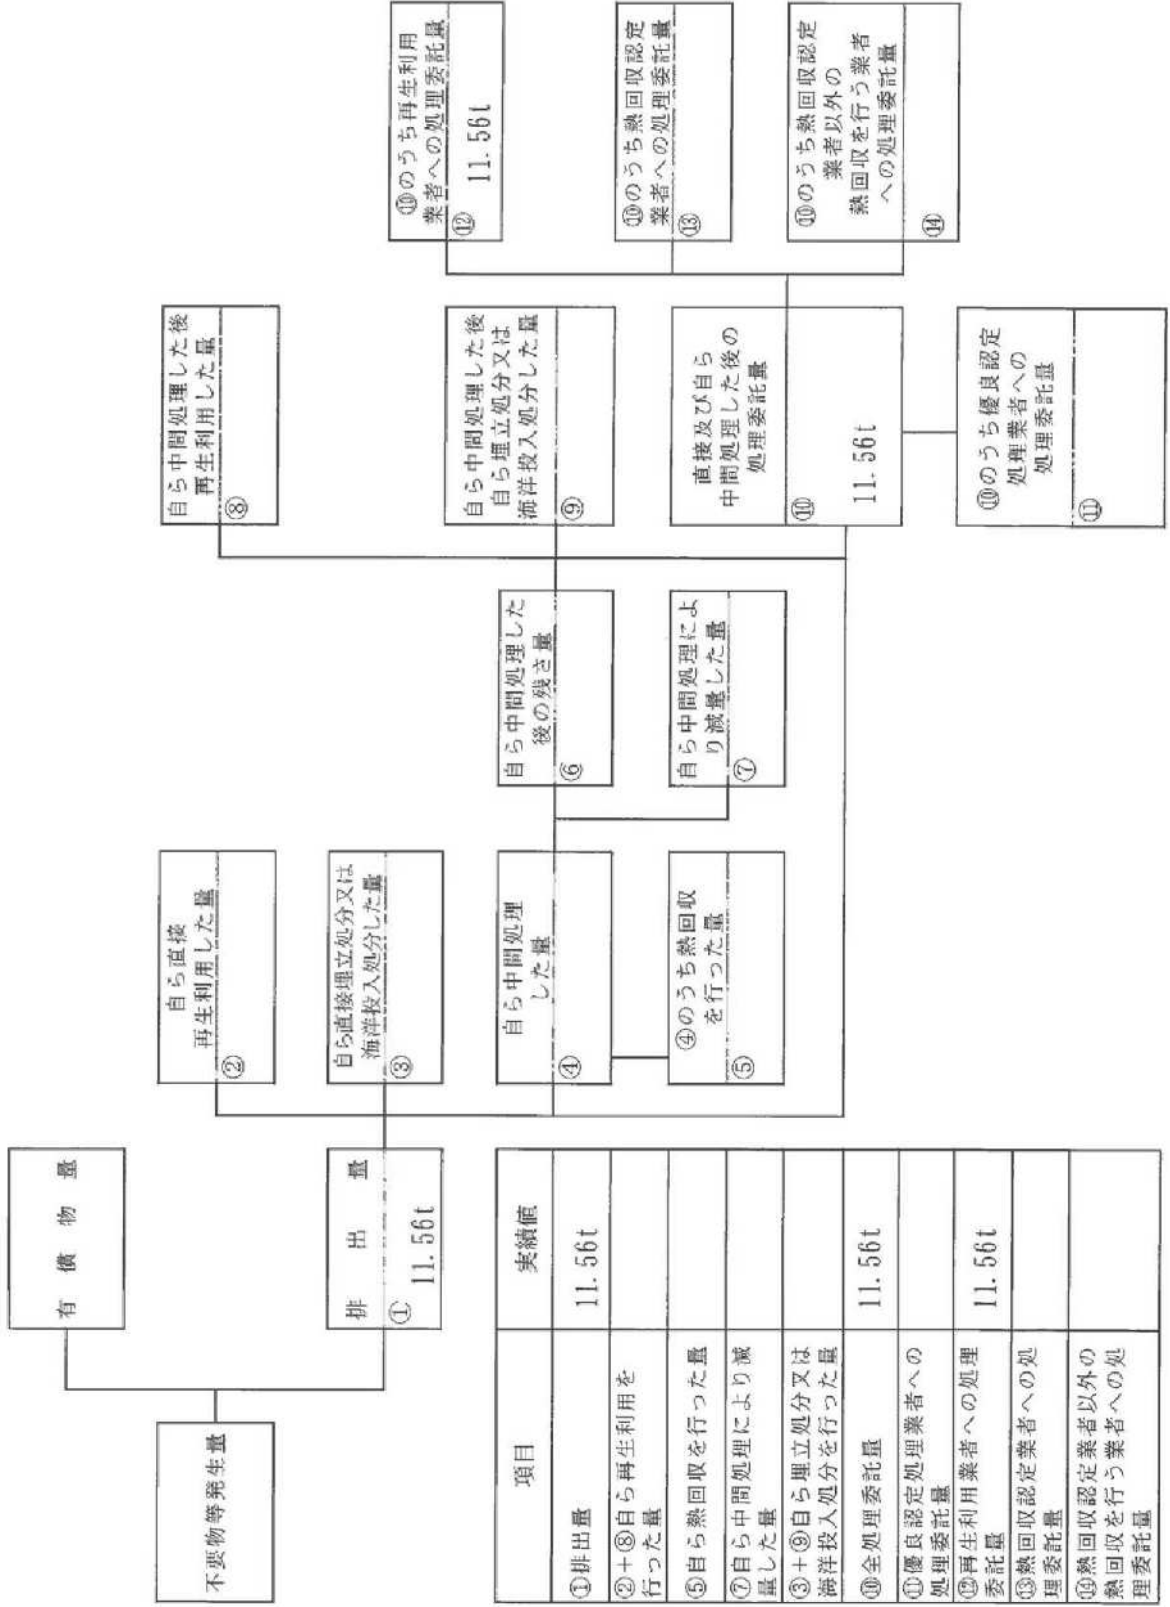 不要物等発生量
有償物量
排出量
①
11.56t
自ら直接
再生利用した量
②
自ら直接埋立処分又は
海洋投入処分した量
③
自ら中間処理
した量
④
④のうち熱回収
を行った量
⑤
自ら中間処理した
後の残さ量
⑥
自ら中間処理によ
り減量した量
⑦
自ら中間処理した後
再生利用した量
⑧
自ら中間処理した後
自ら埋立処分又は
海洋投入処分した量
⑨
直接及び自ら
中間処理した後の
処理委託量
⑩
11.56t
⑩のうち優良認定
処理業者への
処理委託量
⑪
⑩のうち再生利用
業者への処理委託量
⑫
11.56t
⑩のうち熱回収認定
業者への処理委託量
⑬
⑩のうち熱回収認定
業者以外の
熱回収を行う業者
への処理委託量
⑭
項目 実績値
①排出量 11.56t
②+⑧自ら再生利用を
行った量
⑤自ら熱回収を行った量
⑦自ら中間処理により減
量した量
③+⑨自ら埋立処分又は
海洋投入処分を行った量
⑩全処理委託量 11.56t
⑪優良認定処理業者への
処理委託量
⑫再生利用業者への処理
委託量 11.56t
⑬熱回収認定業者への処
理委託量
⑭熱回収認定業者以外の
熱回収を行う業者への処
理委託量